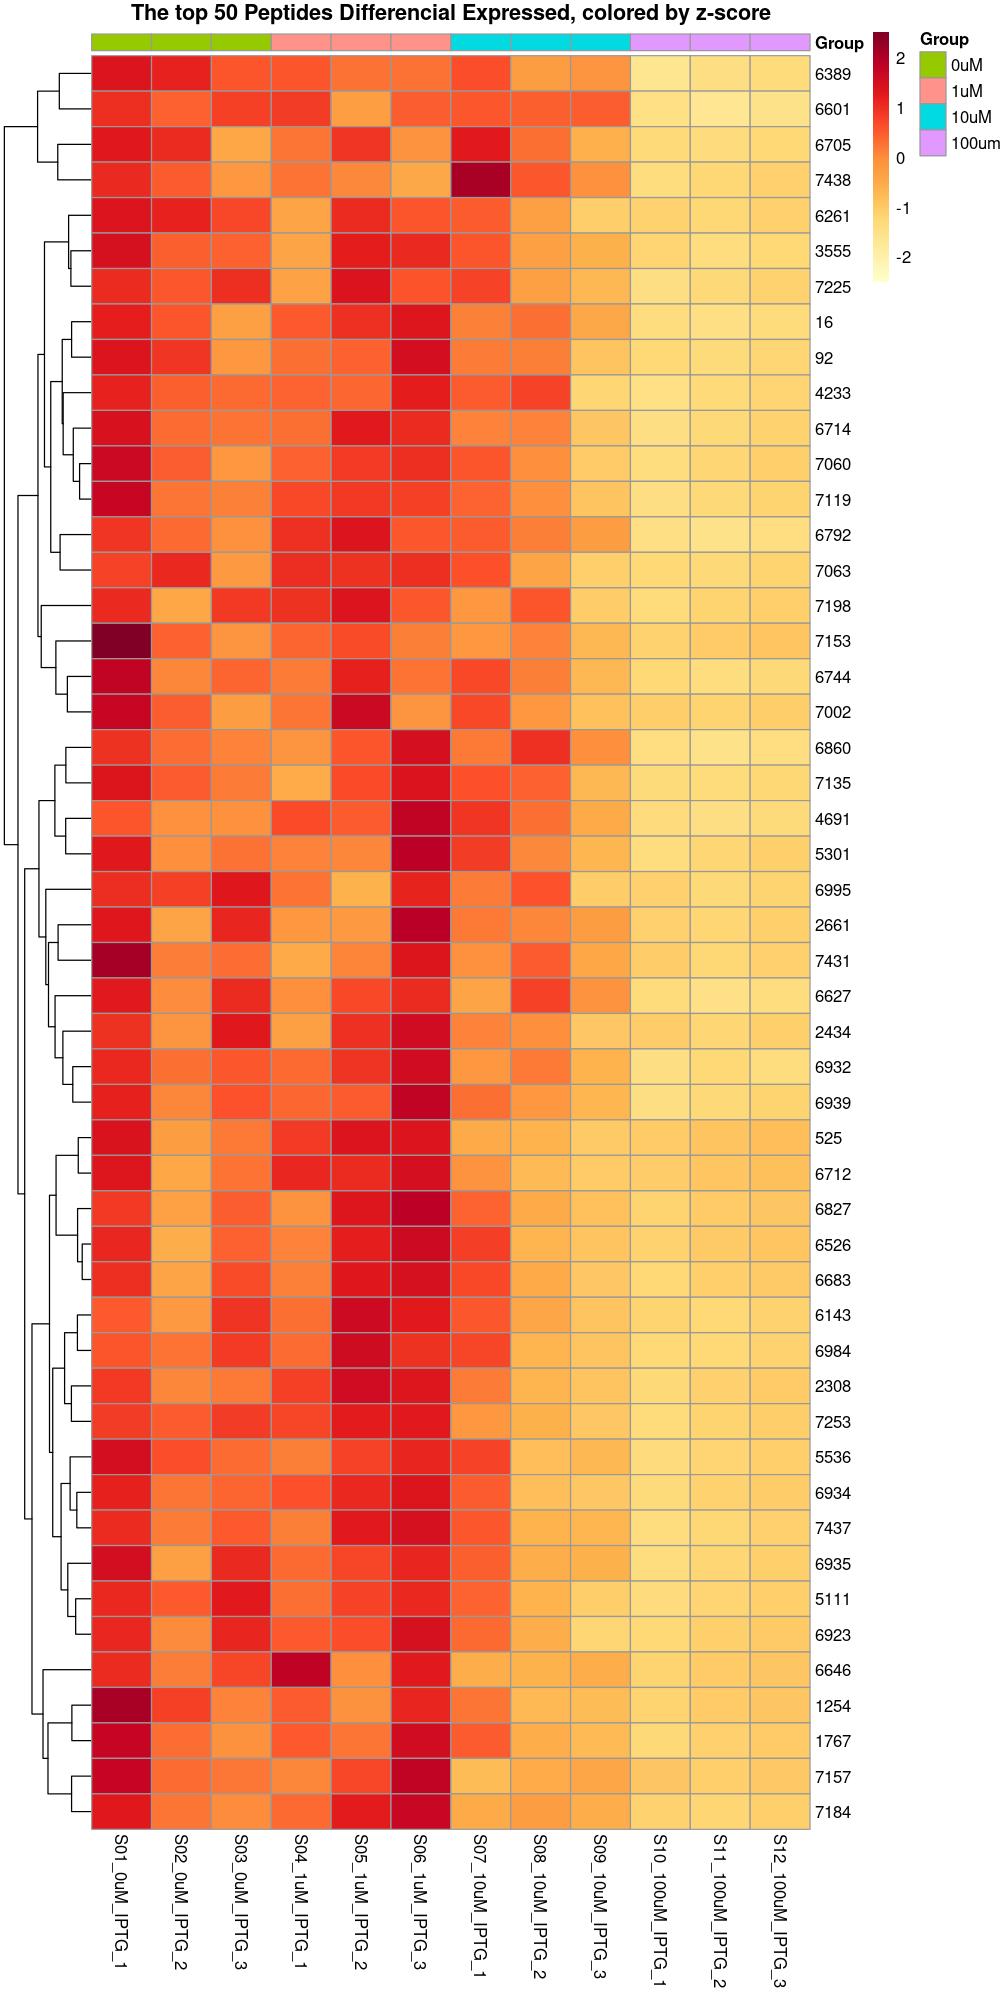 The top 50 Peptides Differencial Expressed, colored by z-score
Group
2
1
0
-1
-2
Group
0uM
1uM
10uM
100um
6389
6601
6705
7438
6261
3555
7225
16
92
4233
6714
7060
7119
6792
7063
7198
7153
6744
7002
6860
7135
4691
5301
6995
2661
7431
6627
2434
6932
6939
525
6712
6827
6526
6683
6143
6984
2308
7253
5536
6934
7437
6935
5111
6923
6646
1254
1767
7157
7184
S01_0uM_IPTG_1
S02_0uM_IPTG_2
S03_0uM_IPTG_3
S04_1uM_IPTG_1
S05_1uM_IPTG_2
S06_1uM_IPTG_3
S07_10uM_IPTG_1
S08_10uM_IPTG_2
S09_10uM_IPTG_3
S10_100uM_IPTG_1
S11_100uM_IPTG_2
S12_100uM_IPTG_3